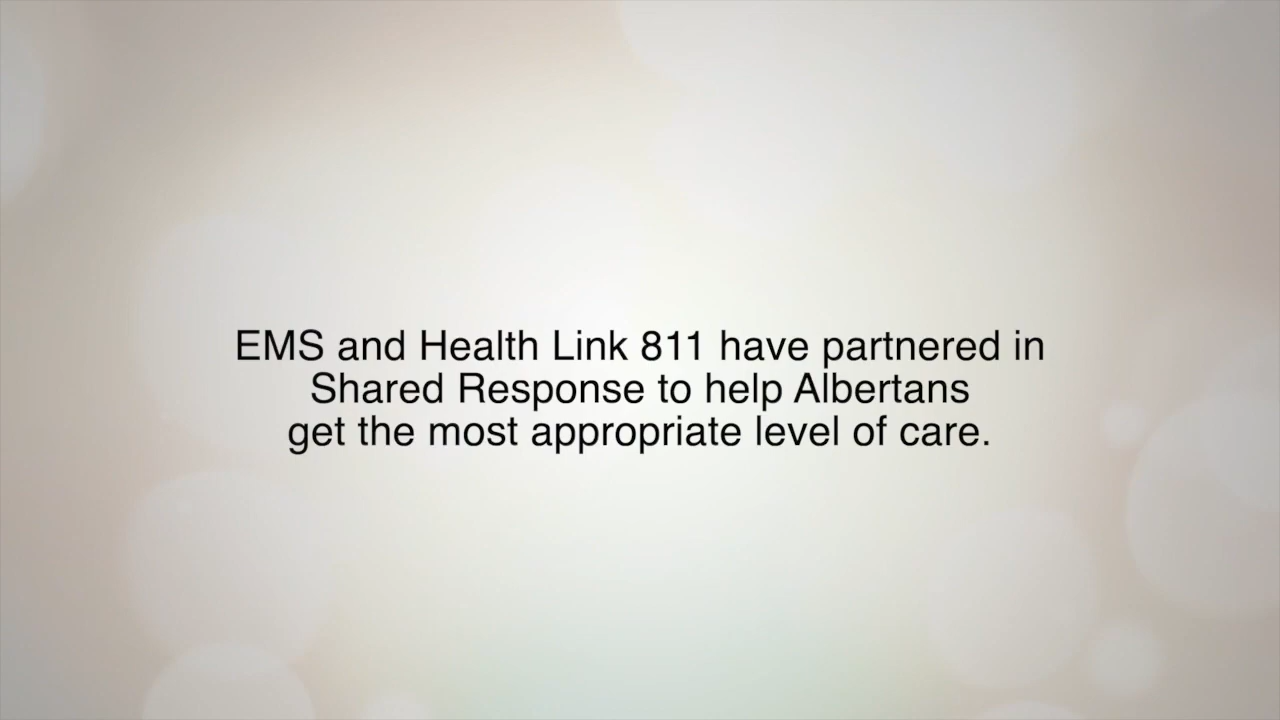 EMS and Health Link 811 have partnered in
Shared Response to help Albertans
get the most appropriate level of care.